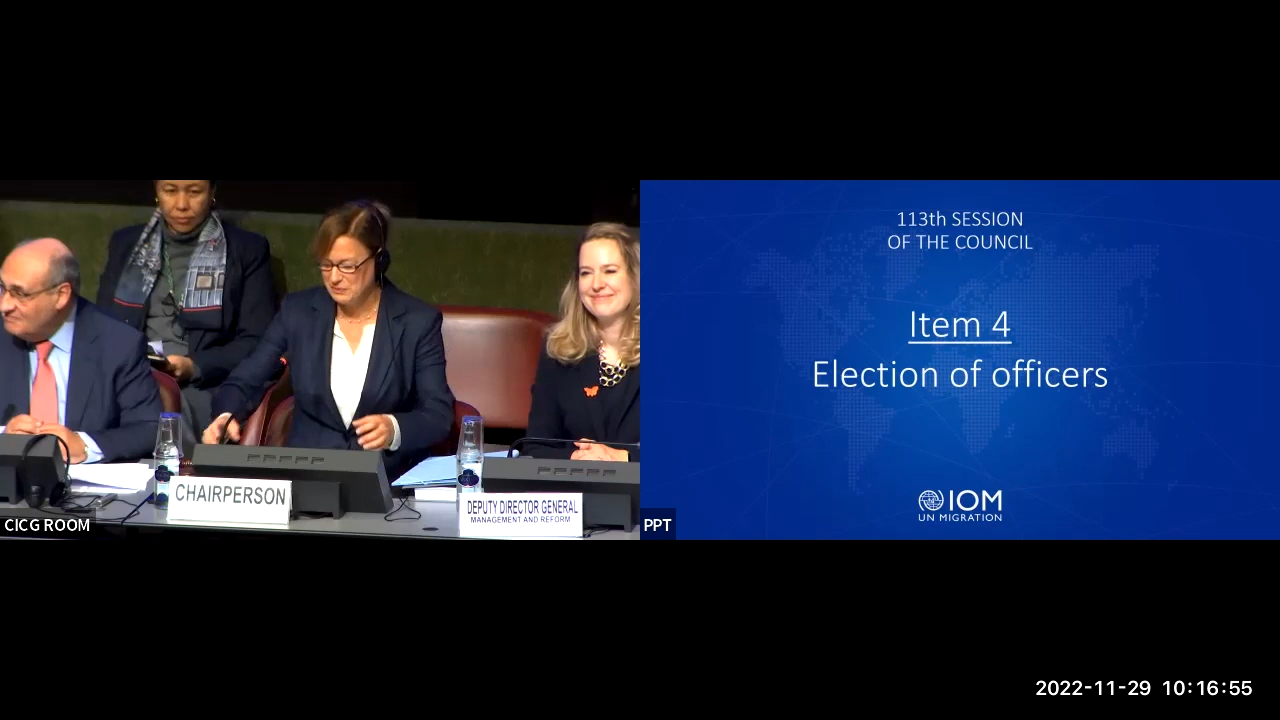 CHAIRPERSON
DEPUTY DIRECTOR GENERAL
MANAGEMENT AND REFORM
CICG ROOM
113th SESSION
OF THE COUNCIL
Item 4
Election of officers
IOM
UN MIGRATION
PPT
2022-11-29 10:16:55